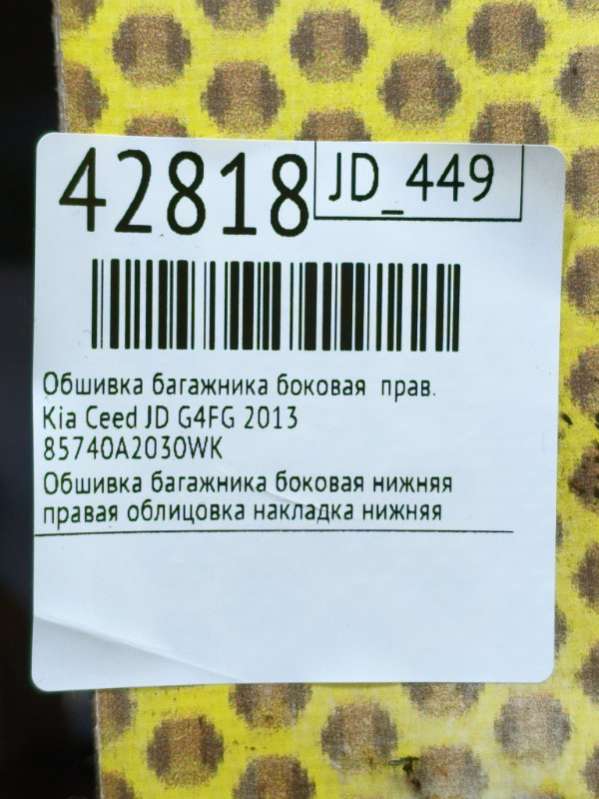 42818
JD_449
Обшивка багажника боковая прав.
Kia Ceed JD G4FG 2013
85740A2030WK
Обшивка багажника боковая нижняя
правая облицовка накладка нижняя